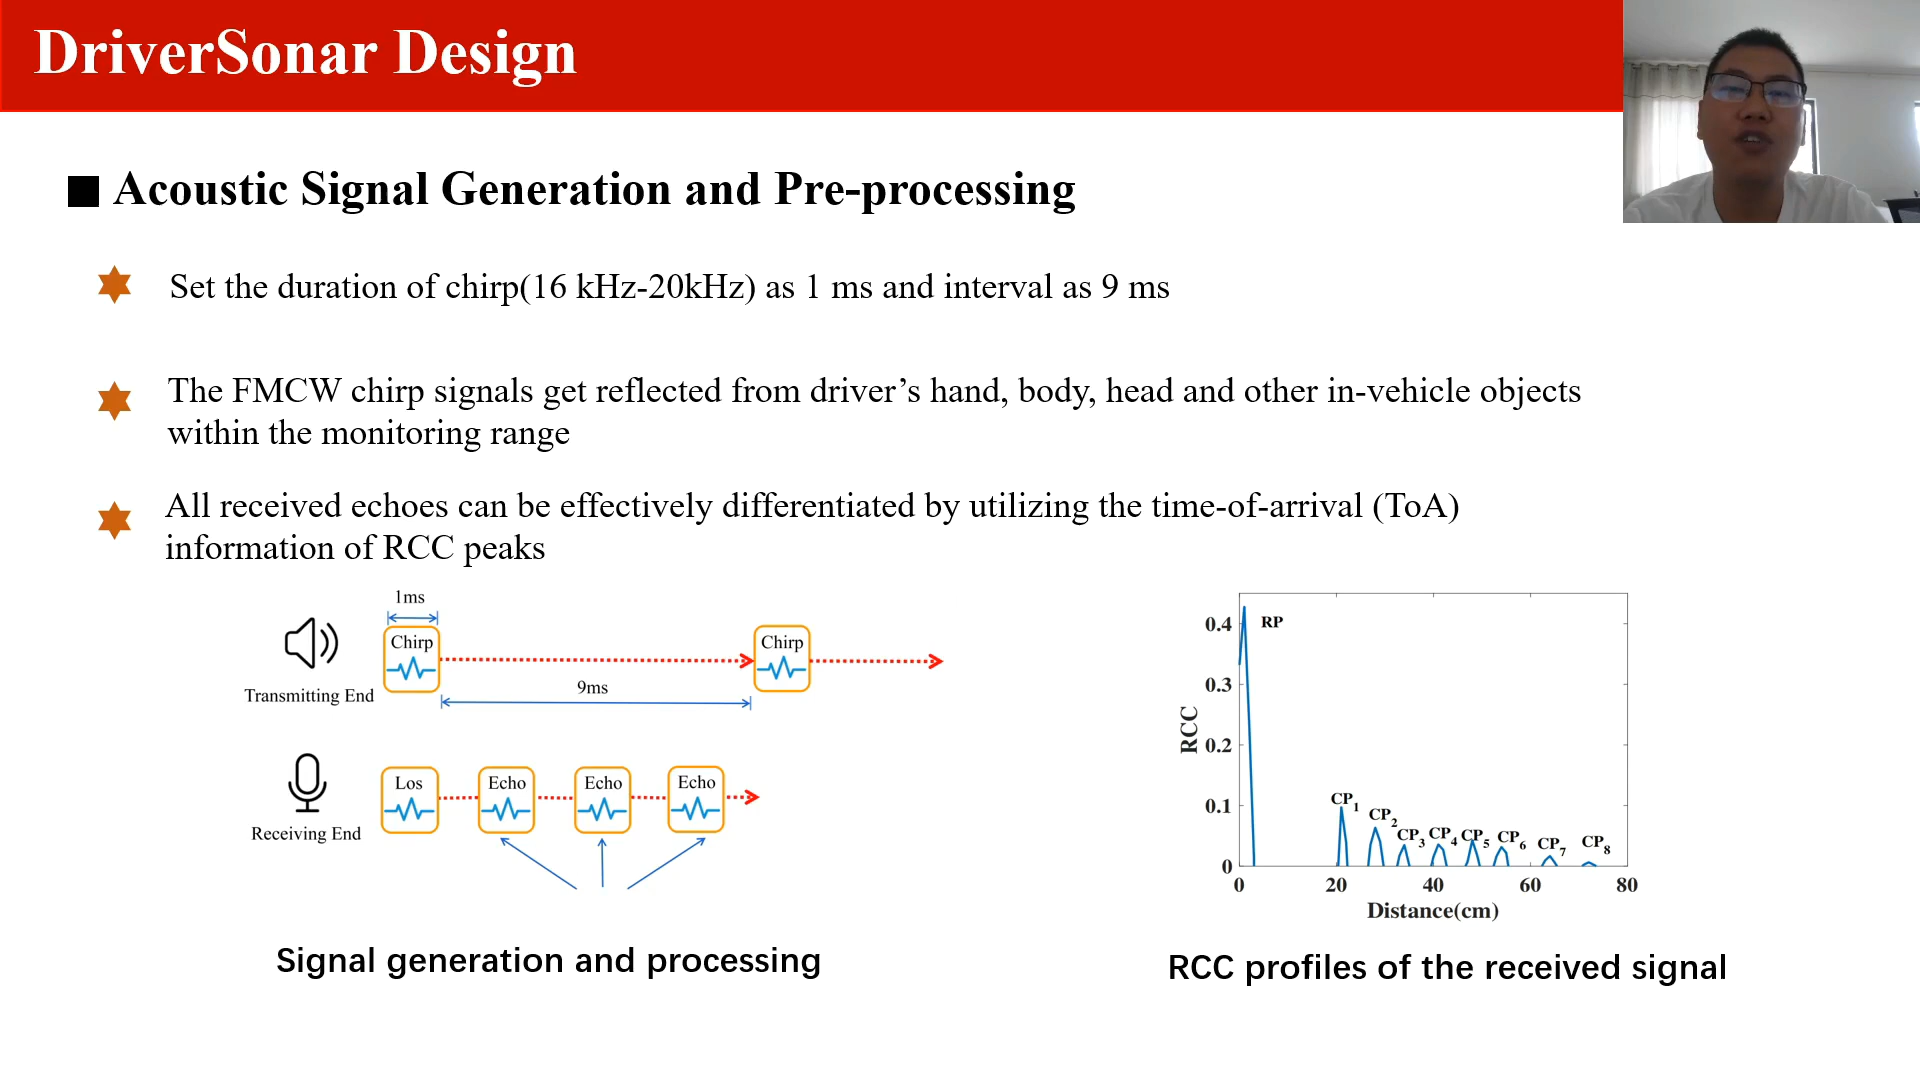 DriverSonar Design
Acoustic Signal Generation and Pre-processing
Set the duration of chirp(16 kHz-20kHz) as 1 ms and interval as 9 ms
The FMCW chirp signals get reflected from driver’s hand, body, head and other in-vehicle objects
within the monitoring range
All received echoes can be effectively differentiated by utilizing the time-of-arrival (ToA)
information of RCC peaks
1ms
Chirp
Chirp
Transmitting End
9ms
Los
Echo
Echo
Echo
Receiving End
Signal generation and processing
RP
0.4
0.3
0.2
0.1
0
RCC
CP1
CP2
CP3
CP4
CP5
CP6
CP7
CP8
0
20
40
60
80
Distance(cm)
RCC profiles of the received signal